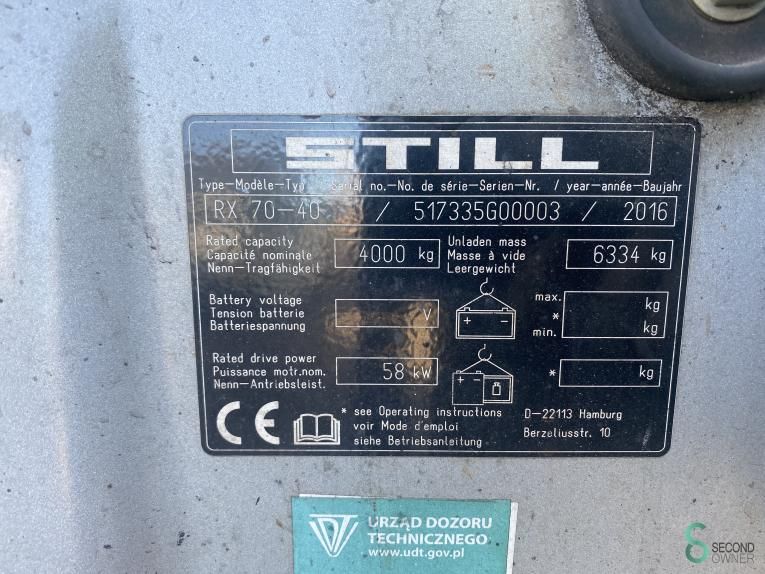 STILL
Type-Modèle-Typ / Serial no.-No. de série-Serien-Nr. / year-année-Baujahr
RX 70-40 / 517335G00003 / 2016
Rated capacity
Capacité nominale
Nenn-Tragfähigkeit
4000 kg
Unladen mass
Masse à vide
Leergewicht
6334 kg
Battery voltage
Tension batterie
Batteriespannung
V
+ -
max.
*
min.
kg
kg
Rated drive power
Puissance motr.nom.
Nenn-Antriebsleist.
58 kW
+ -
*
kg
CE
* see Operating instructions
voir Mode d'emploi
siehe Betriebsanleitung
D-22113 Hamburg
Berzeliusstr. 10
URZĄD DOZORU
TECHNICZNEGO
www.udt.gov.pl
SECOND
OWNER